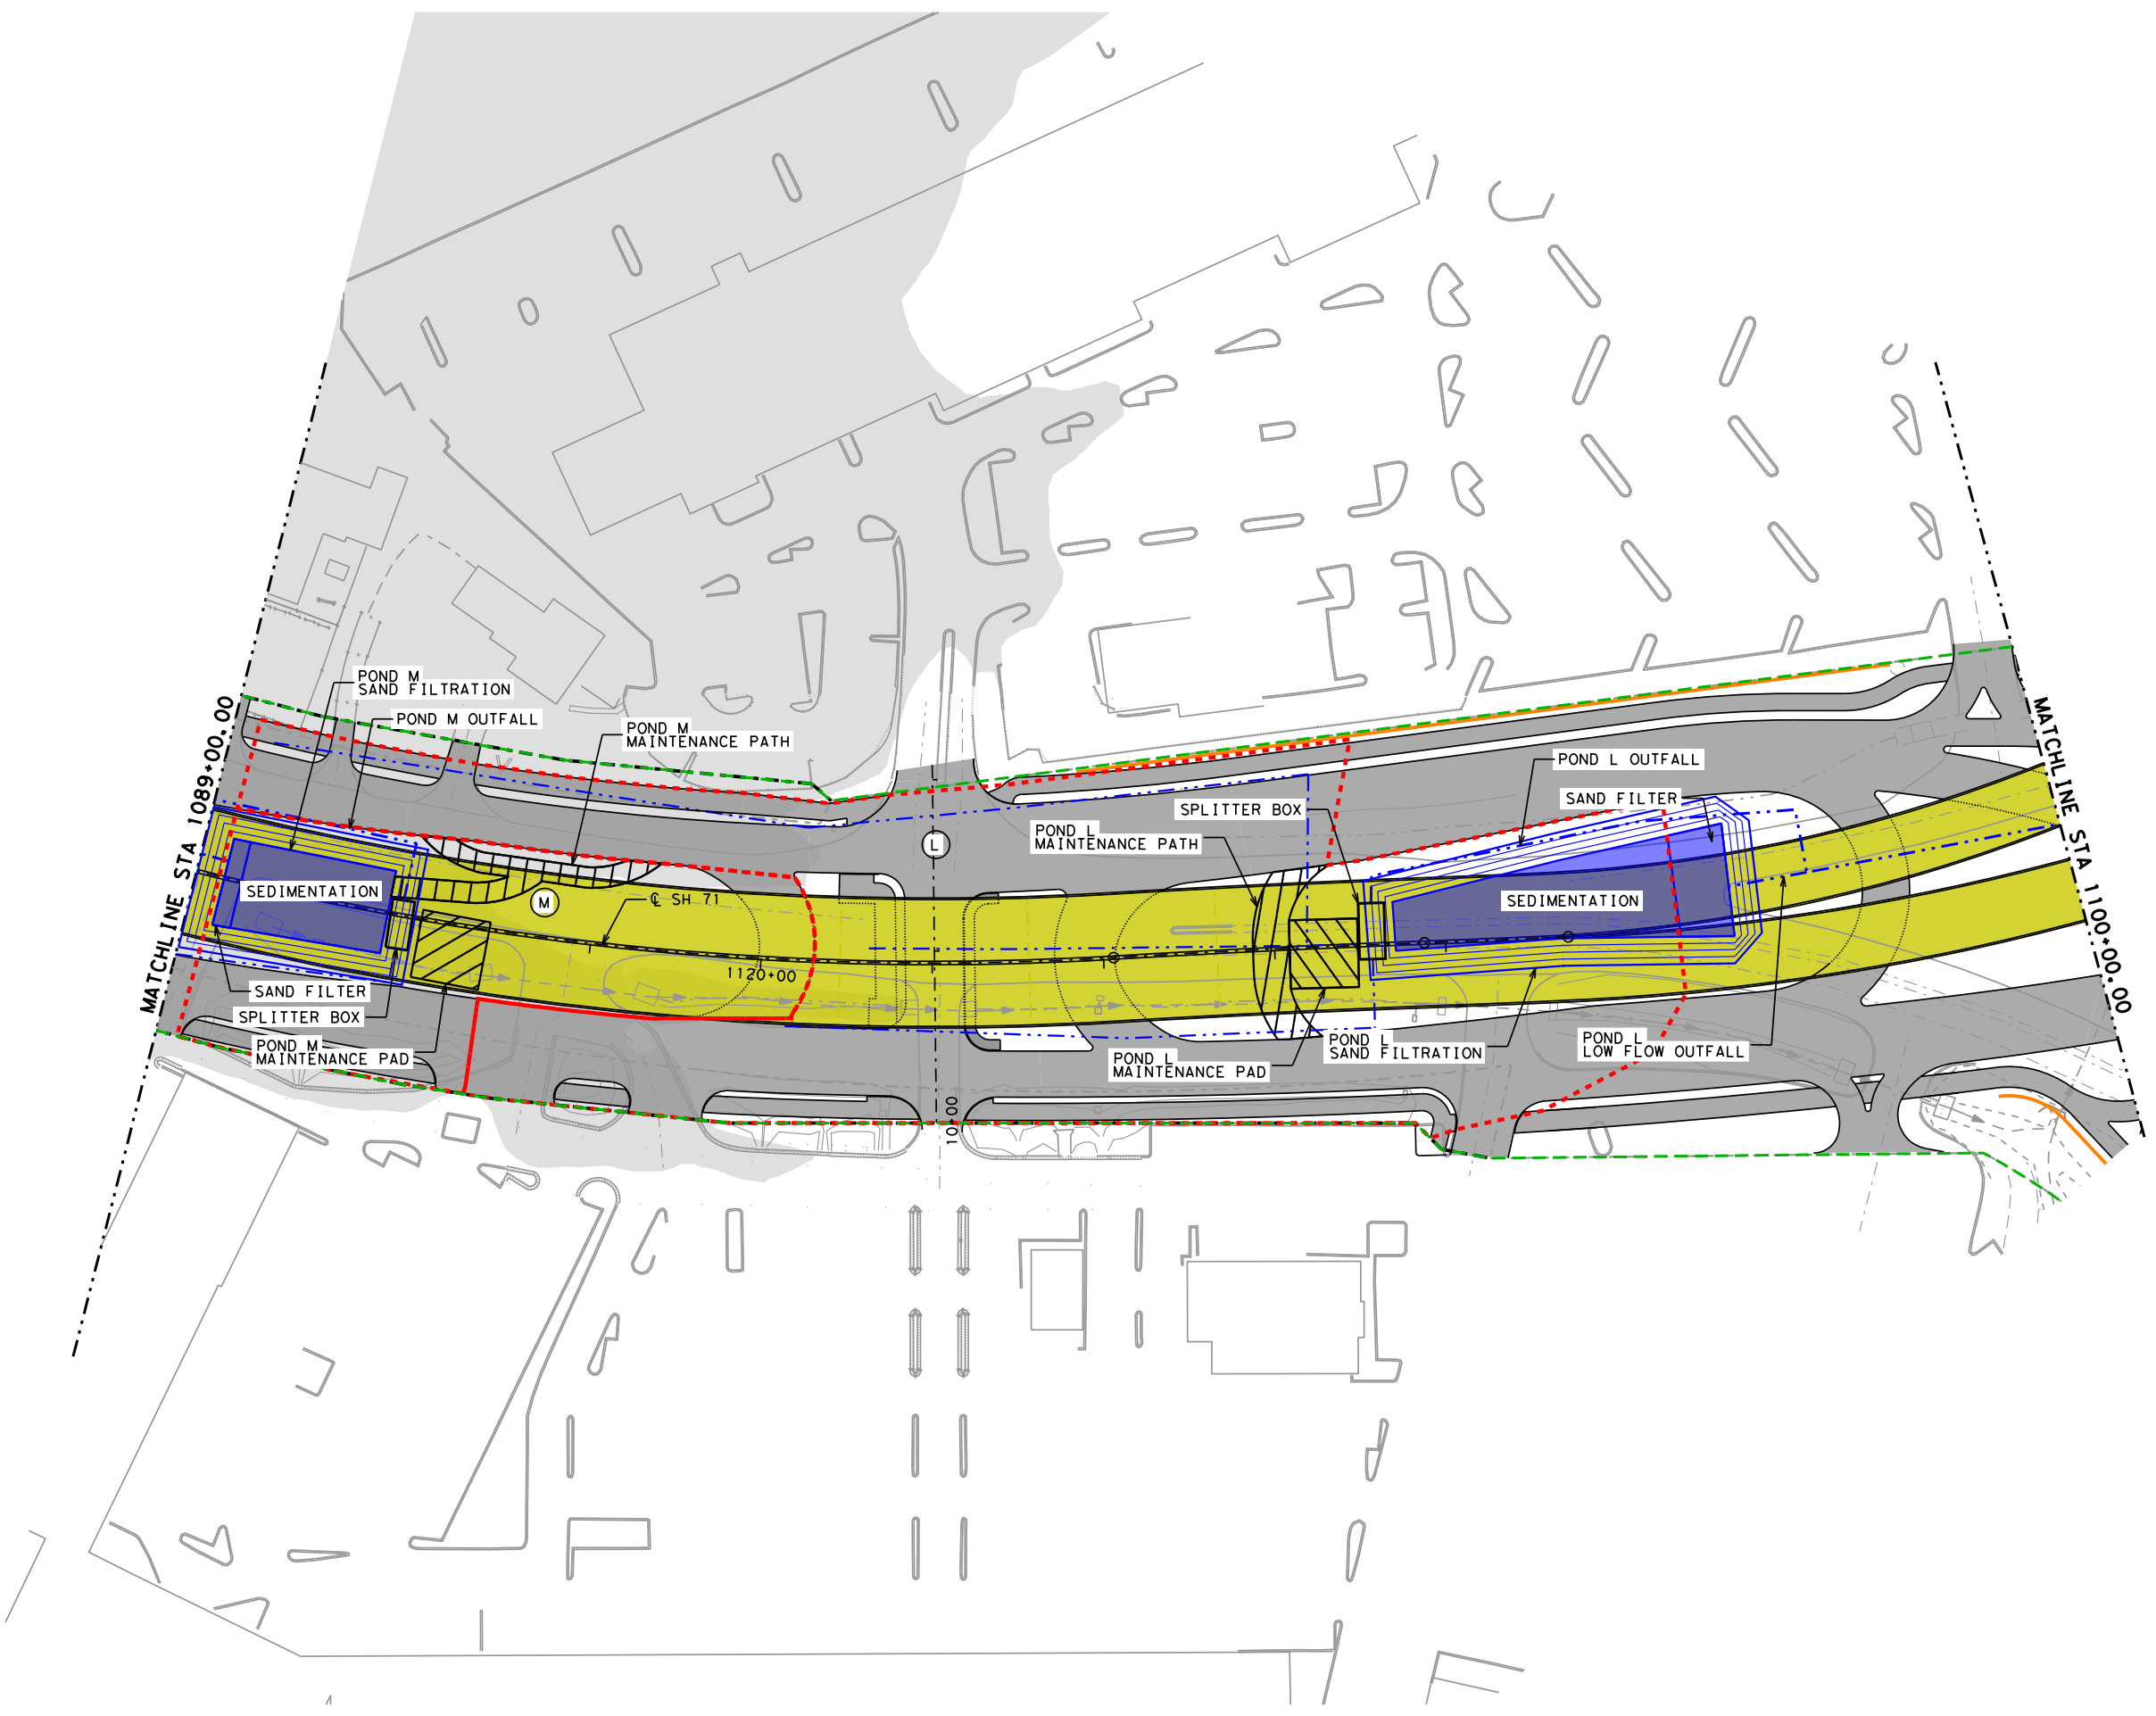 POND M
SAND FILTRATION
POND M OUTFALL
POND M
MAINTENANCE PATH
MATCHLINE STA 1089+00.00
SEDIMENTATION
M
℄ SH 71
1120+00
SAND FILTER
SPLITTER BOX
POND M
MAINTENANCE PAD
L
10+00
POND L OUTFALL
SAND FILTER
SPLITTER BOX
POND L
MAINTENANCE PATH
SEDIMENTATION
POND L
SAND FILTRATION
POND L
MAINTENANCE PAD
POND L
LOW FLOW OUTFALL
MATCHLINE STA 1100+00.00